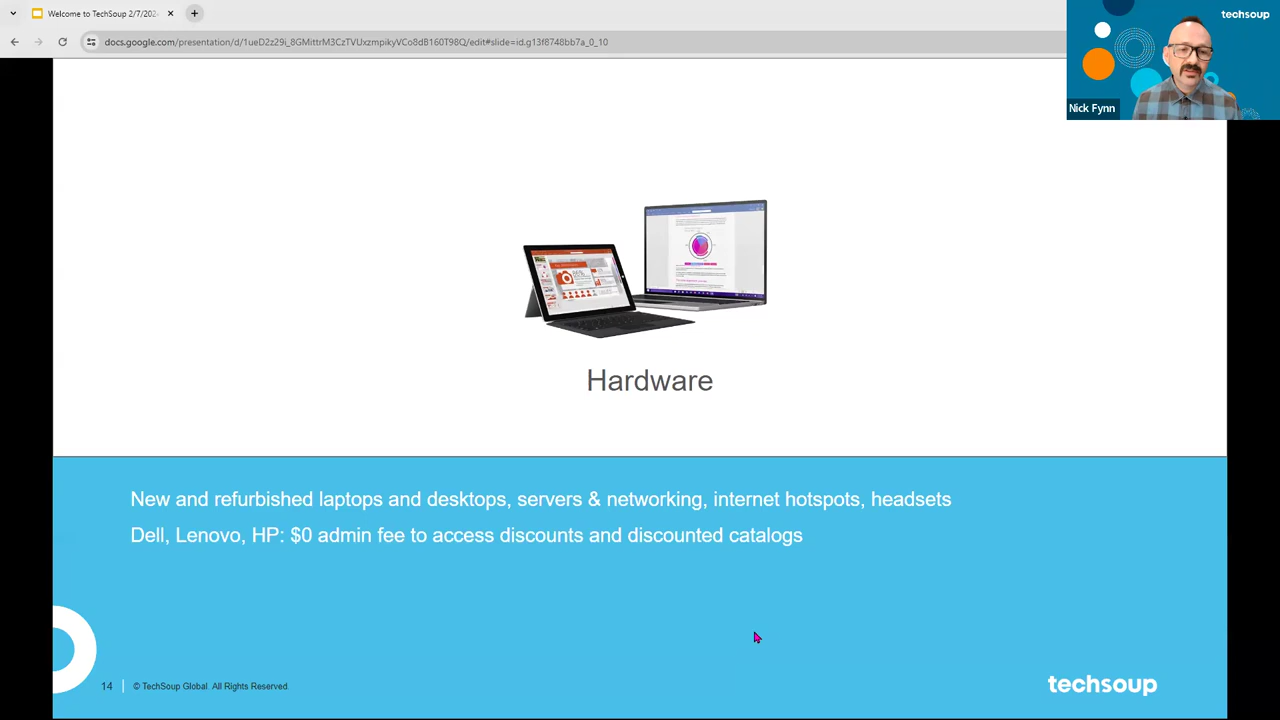 Welcome to TechSoup 2/7/202
docs.google.com/presentation/d/1ueD2z29i_8GMittrM3CzTVUxzmpikyVCo8dB160T98Q/edit#slide=id.g13f8748bb7a_0_10
techsoup
Nick Fynn
Hardware
New and refurbished laptops and desktops, servers & networking, internet hotspots, headsets
Dell, Lenovo, HP: $0 admin fee to access discounts and discounted catalogs
14
© TechSoup Global. All Rights Reserved.
techsoup